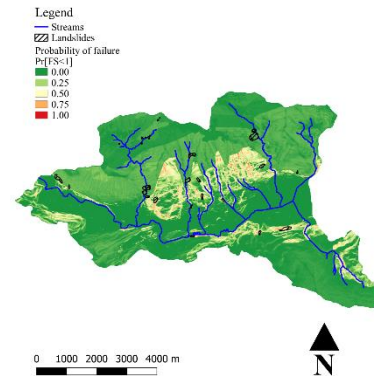 Legend
Streams
Landslides
Probability of failure
Pr[FS<1]
0.00
0.25
0.50
0.75
1.00
0 1000 2000 3000 4000 m
N